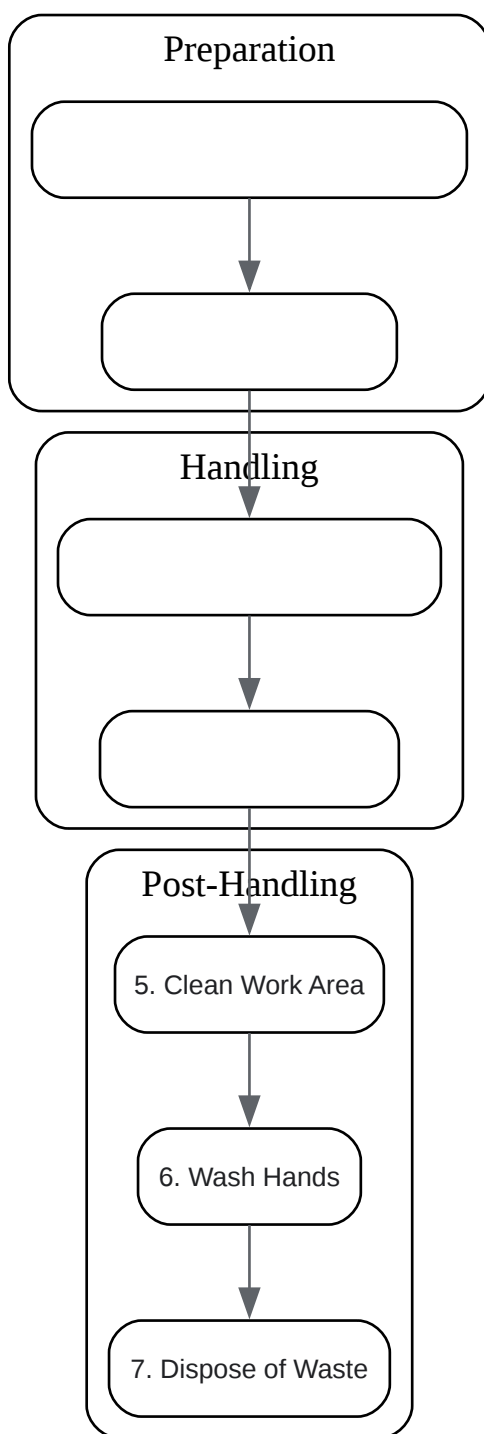 Preparation
Handling
Post-Handling
5. Clean Work Area
6. Wash Hands
7. Dispose of Waste